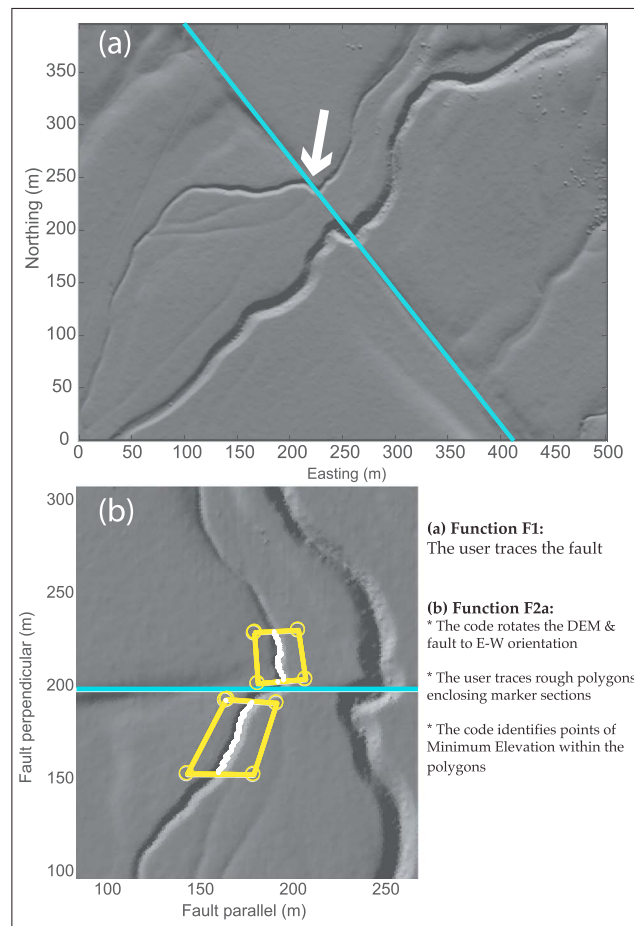 (a)
350
300
250
200
150
100
50
0
Northing (m)
0 50 100 150 200 250 300 350 400 450 500
Easting (m)
(b)
300
250
200
150
100
Fault perpendicular (m)
100 150 200 250
Fault parallel (m)
(a) Function F1:
The user traces the fault
(b) Function F2a:
* The code rotates the DEM &
fault to E-W orientation
* The user traces rough polygons
enclosing marker sections
* The code identifies points of
Minimum Elevation within the
polygons